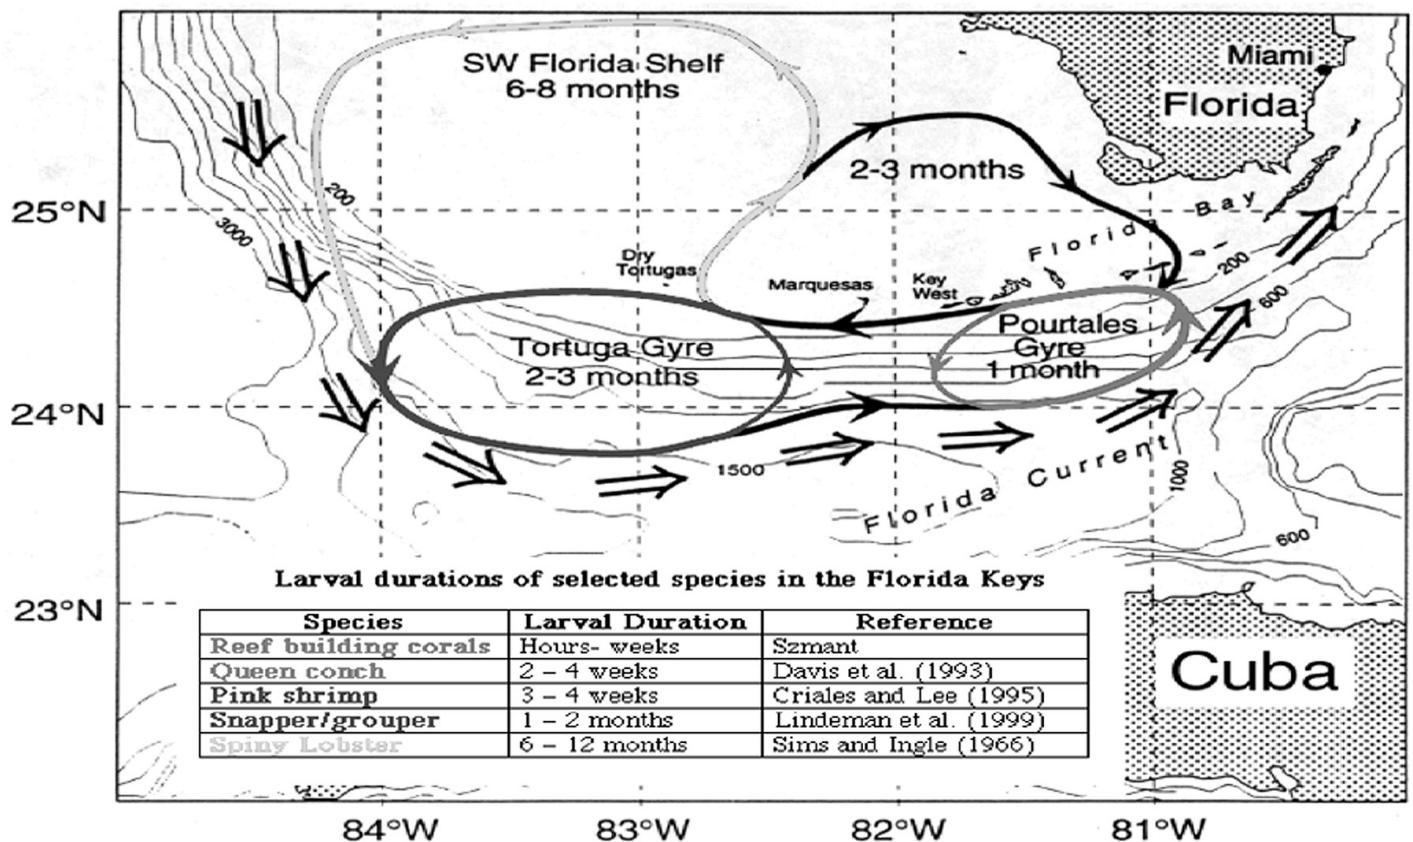 SW Florida Shelf
6-8 months
Miami
Florida
2-3 months
25°N
200
3000
Florida Bay
Dry
Tortugas
Marquesas
Key
West
200
600
Pourtales
Gyre
1 month
Tortuga Gyre
2-3 months
24°N
1500
Florida Current
1000
600
Larval durations of selected species in the Florida Keys
23°N
Species Larval Duration Reference
Reef building corals Hours- weeks Szmant
Queen conch 2 – 4 weeks Davis et al. (1993)
Pink shrimp 3 – 4 weeks Criales and Lee (1995)
Snapper/grouper 1 – 2 months Lindeman et al. (1999)
Spiny Lobster 6 – 12 months Sims and Ingle (1966)
Cuba
84°W 83°W 82°W 81°W